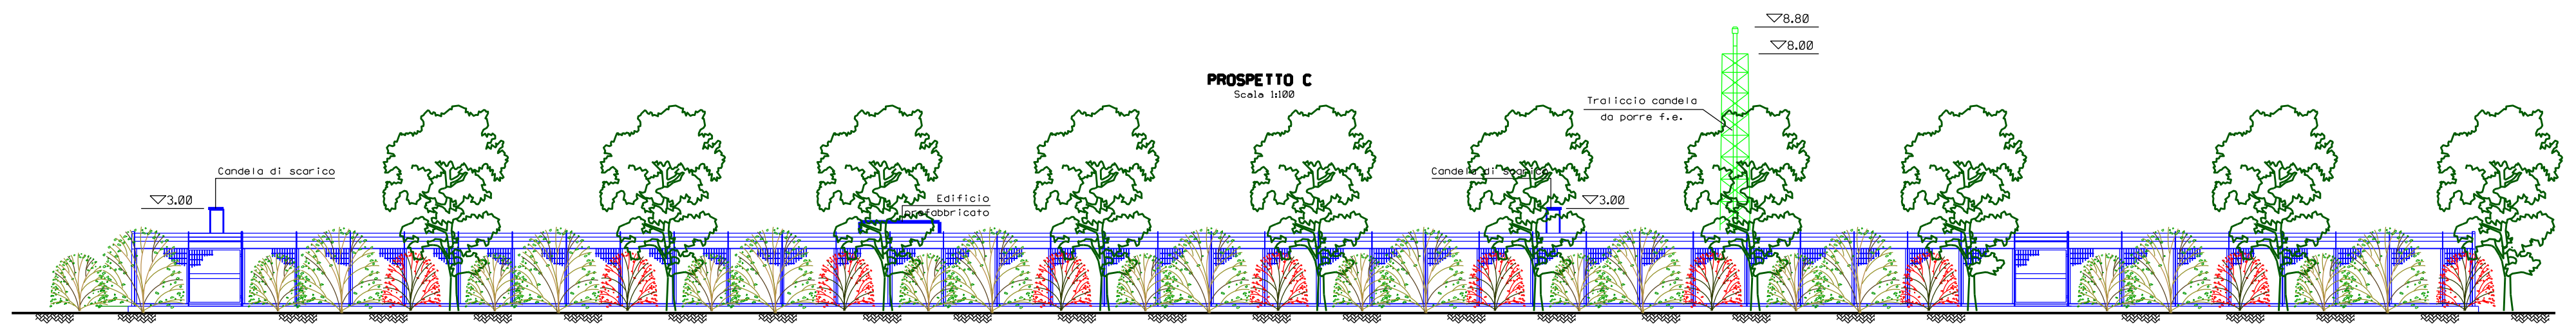 8.80
8.00
PROSPETTO C
Scala 1:100
Traliccio candela
da porre f.e.
Candela di scarico
3.00
Edificio
prefabbricato
Candela di scarico
3.00